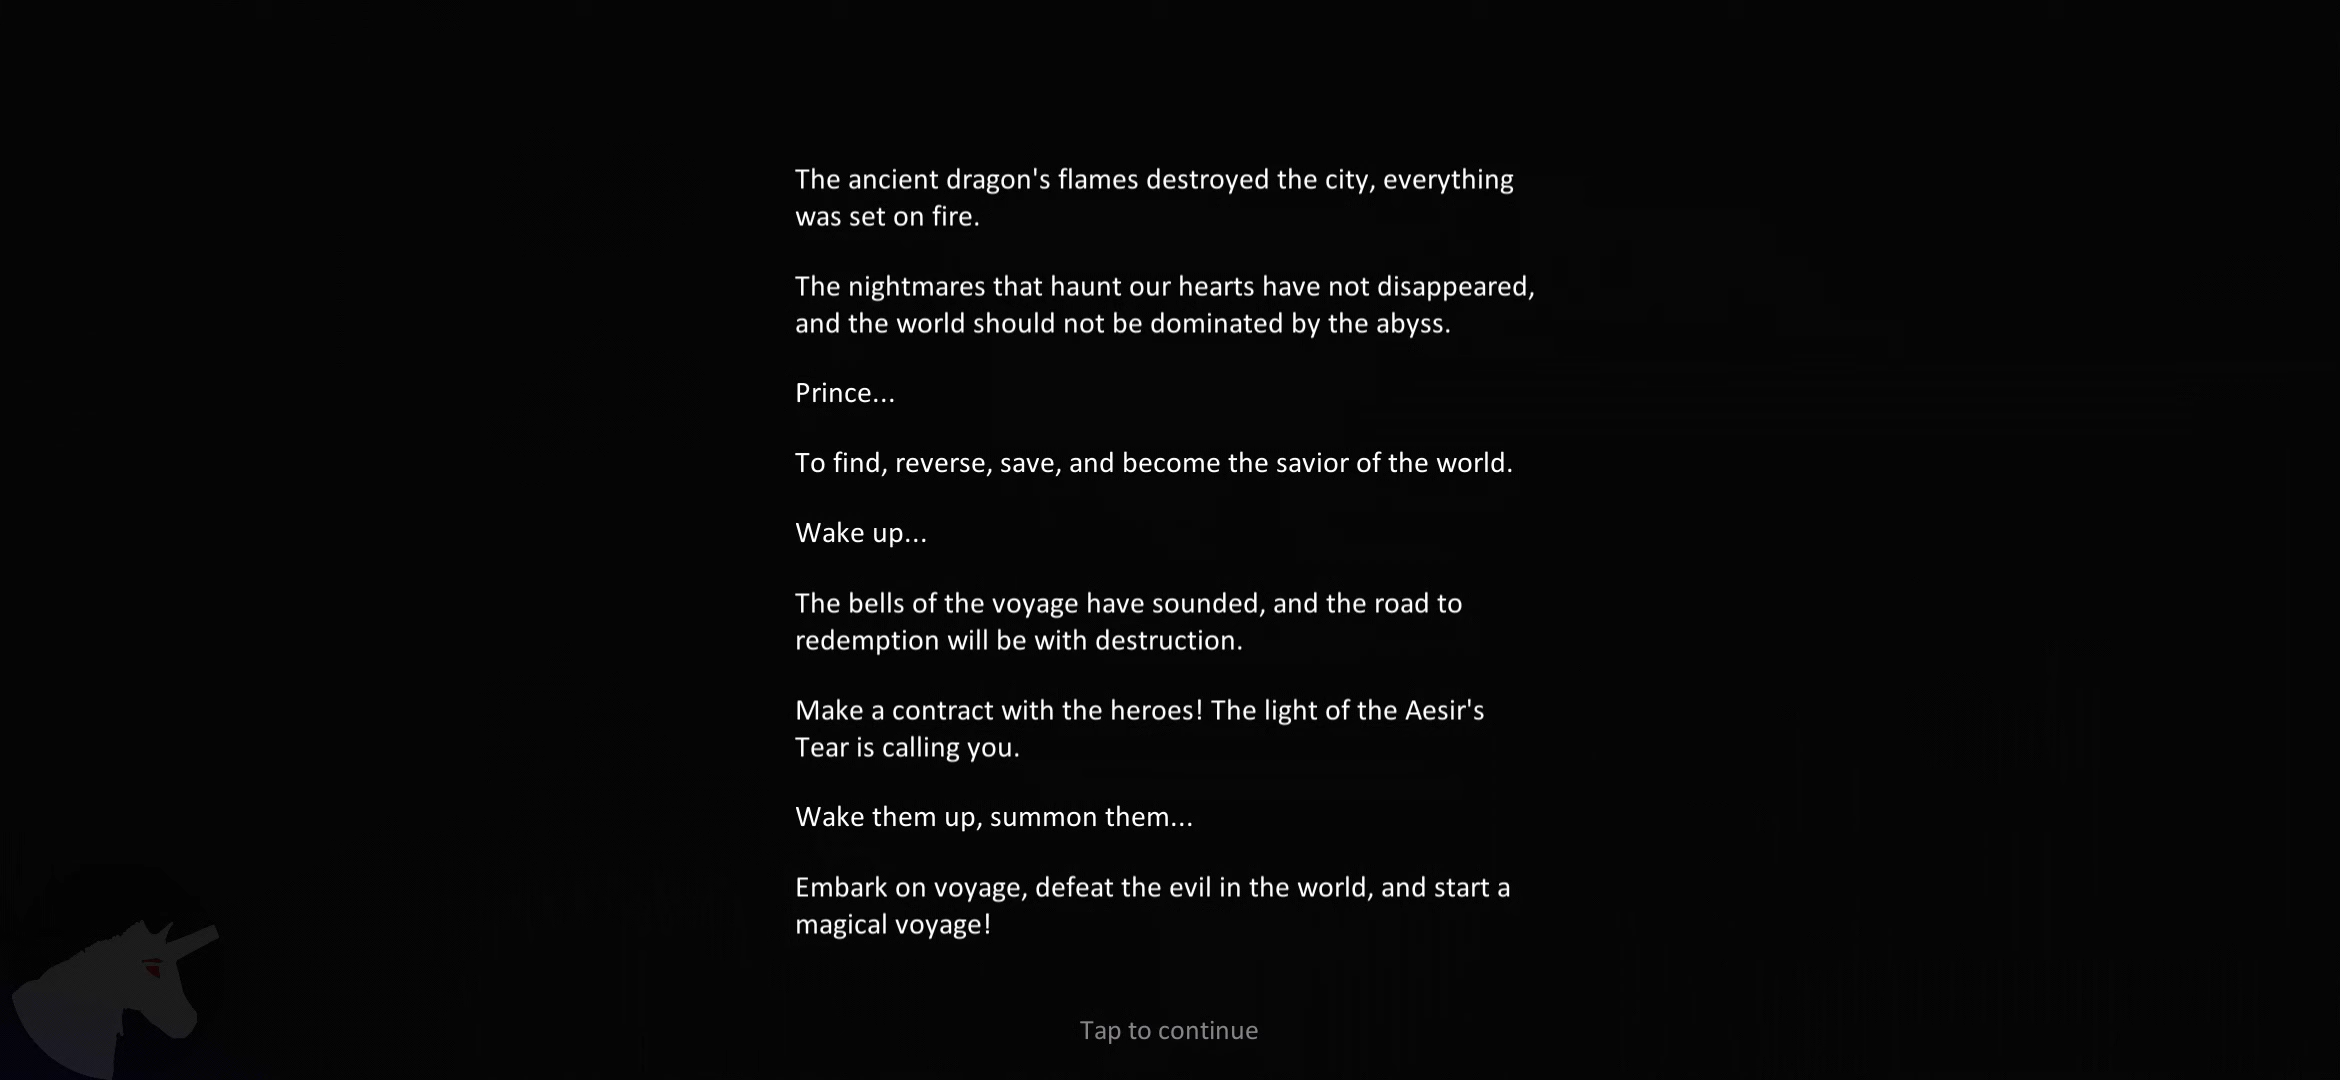 The ancient dragon's flames destroyed the city, everything
was set on fire.
The nightmares that haunt our hearts have not disappeared,
and the world should not be dominated by the abyss.
Prince...
To find, reverse, save, and become the savior of the world.
Wake up...
The bells of the voyage have sounded, and the road to
redemption will be with destruction.
Make a contract with the heroes! The light of the Aesir's
Tear is calling you.
Wake them up, summon them...
Embark on voyage, defeat the evil in the world, and start a
magical voyage!
Tap to continue